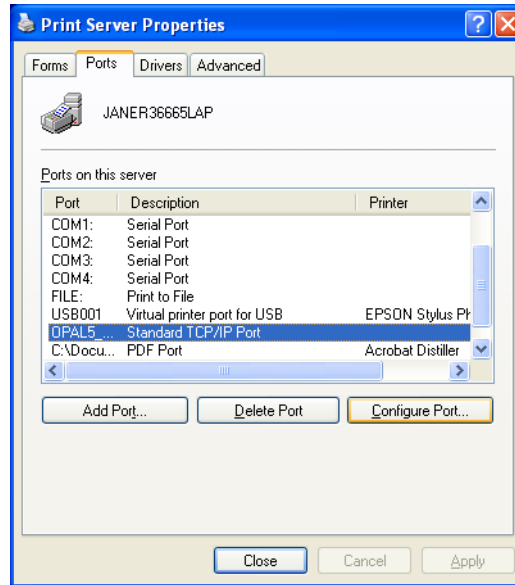 Print Server Properties
Forms Ports Drivers Advanced
JANER36665LAP
Ports on this server
Port Description Printer
COM1: Serial Port
COM2: Serial Port
COM3: Serial Port
COM4: Serial Port
FILE: Print to File
USB001 Virtual printer port for USB EPSON Stylus Ph
OPAL5_... Standard TCP/IP Port
C:\Docu... PDF Port Acrobat Distiller
Add Port... Delete Port Configure Port...
Close Cancel Apply